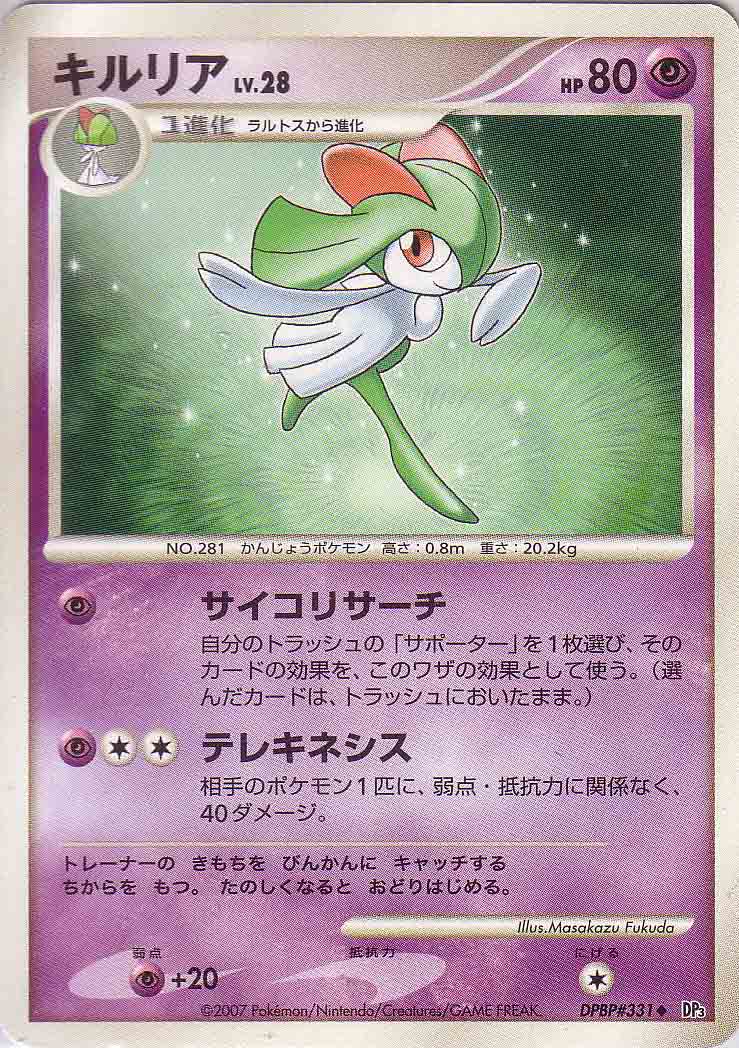 キルリア LV.28 HP 80
1進化 ラルトスから進化
NO.281 かんじょうポケモン 高さ:0.8m 重さ:20.2kg
サイコリサーチ
自分のトラッシュの「サポーター」を1枚選び、その
カードの効果を、このワザの効果として使う。(選
んだカードは、トラッシュにおいたまま。)
テレキネシス
相手のポケモン1匹に、弱点・抵抗力に関係なく、
40ダメージ。
トレーナーの きもちを びんかんに キャッチする
ちからを もつ。 たのしくなると おどりはじめる。
Illus.Masakazu Fukuda
弱点 抵抗力 にげる
+20
©2007 Pokémon/Nintendo/Creatures/GAME FREAK. DPBP#331 DP3